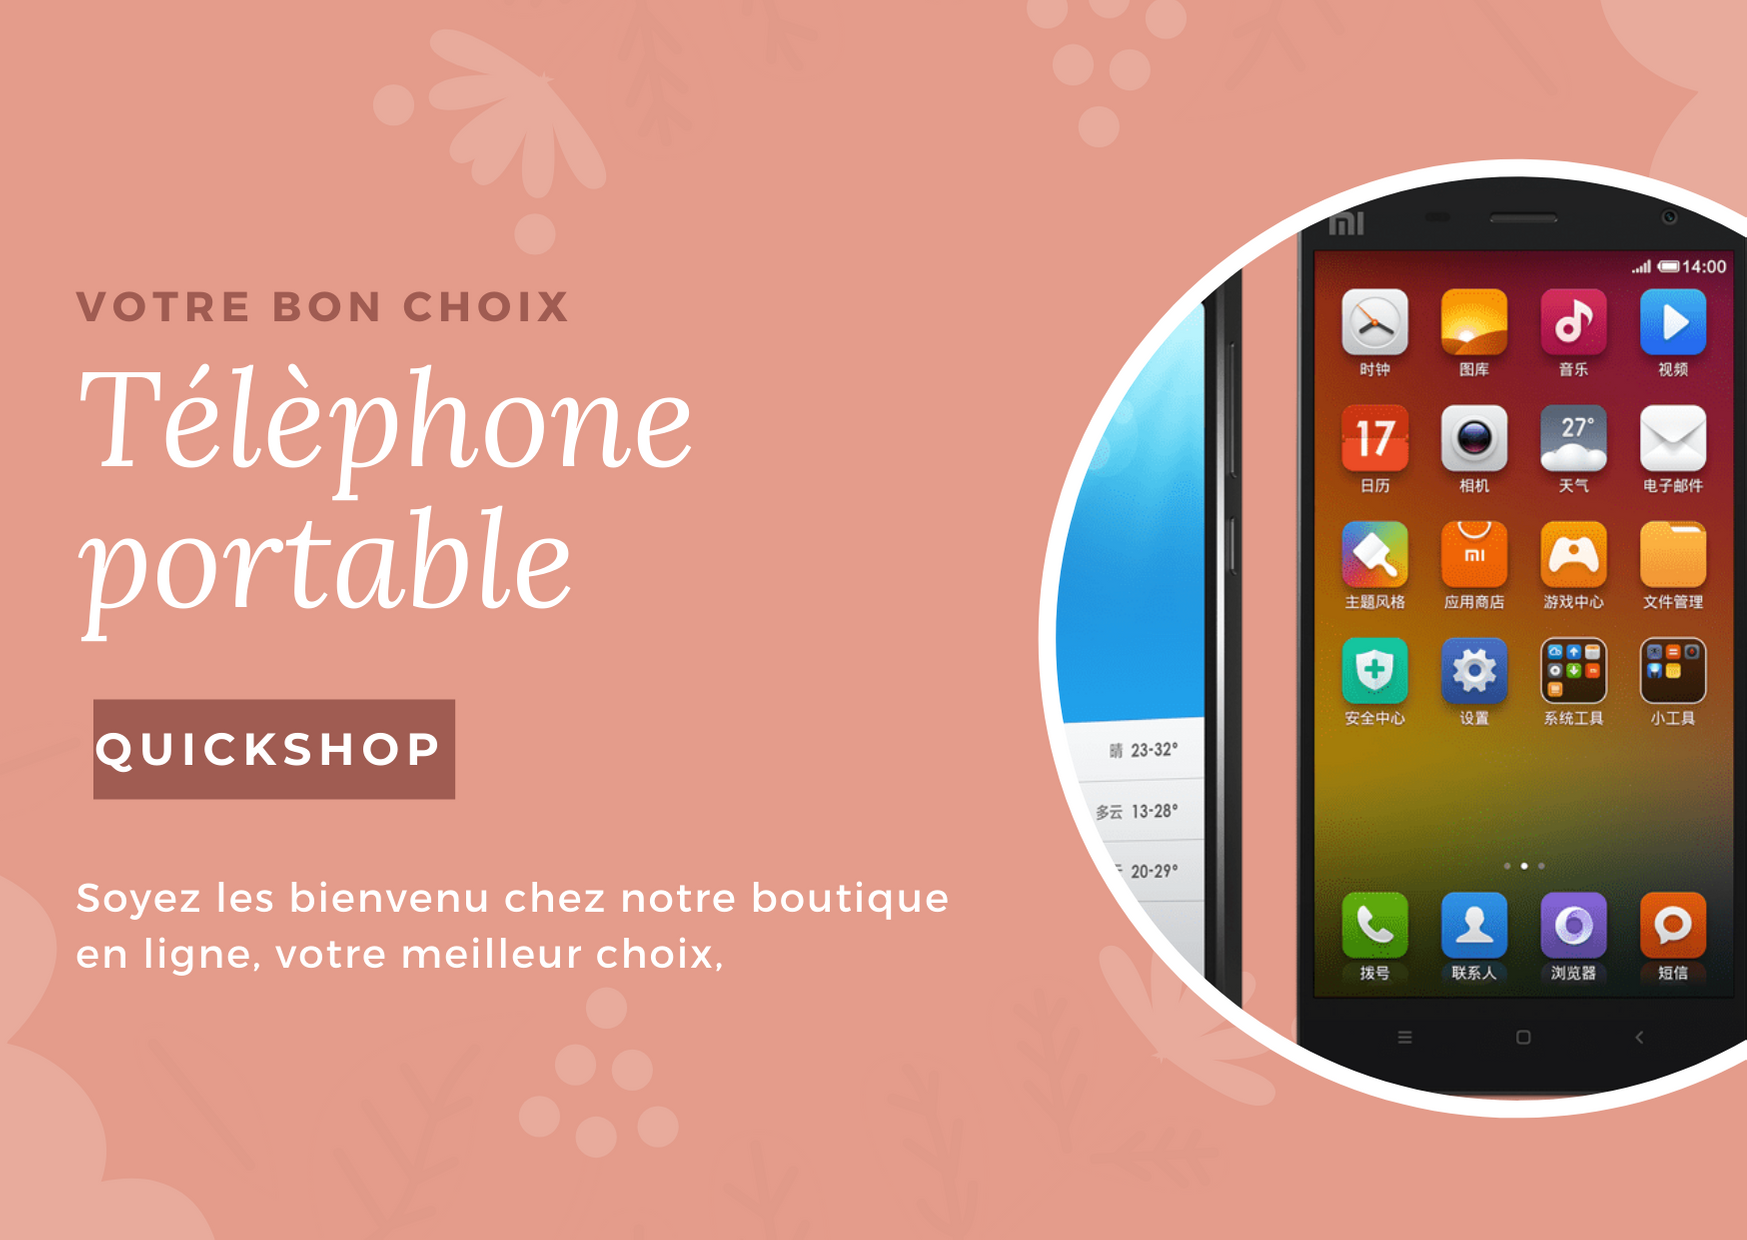 VOTRE BON CHOIX
Télèphone
portable
QUICKSHOP
Soyez les bienvenu chez notre boutique
en ligne, votre meilleur choix,
晴 23-32°
多云 13-28°
20-29°
MI
14:00
时钟 图库 音乐 视频
17 27°
日历 相机 天气 电子邮件
MI
主题风格 应用商店 游戏中心 文件管理
安全中心 设置 系统工具 小工具
拨号 联系人 浏览器 短信